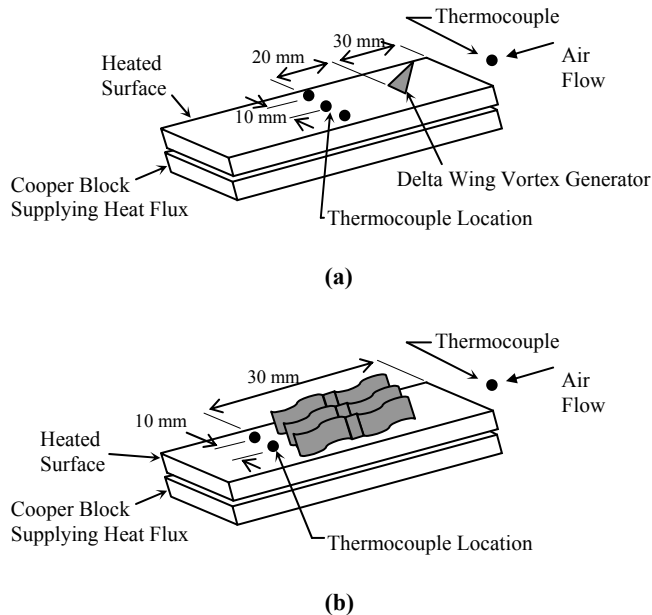 Thermocouple
30 mm
20 mm
Air
Flow
Heated
Surface
10 mm
Cooper Block
Supplying Heat Flux
Delta Wing Vortex Generator
Thermocouple Location
(a)
Thermocouple
30 mm
Air
Flow
10 mm
Heated
Surface
Cooper Block
Supplying Heat Flux
Thermocouple Location
(b)